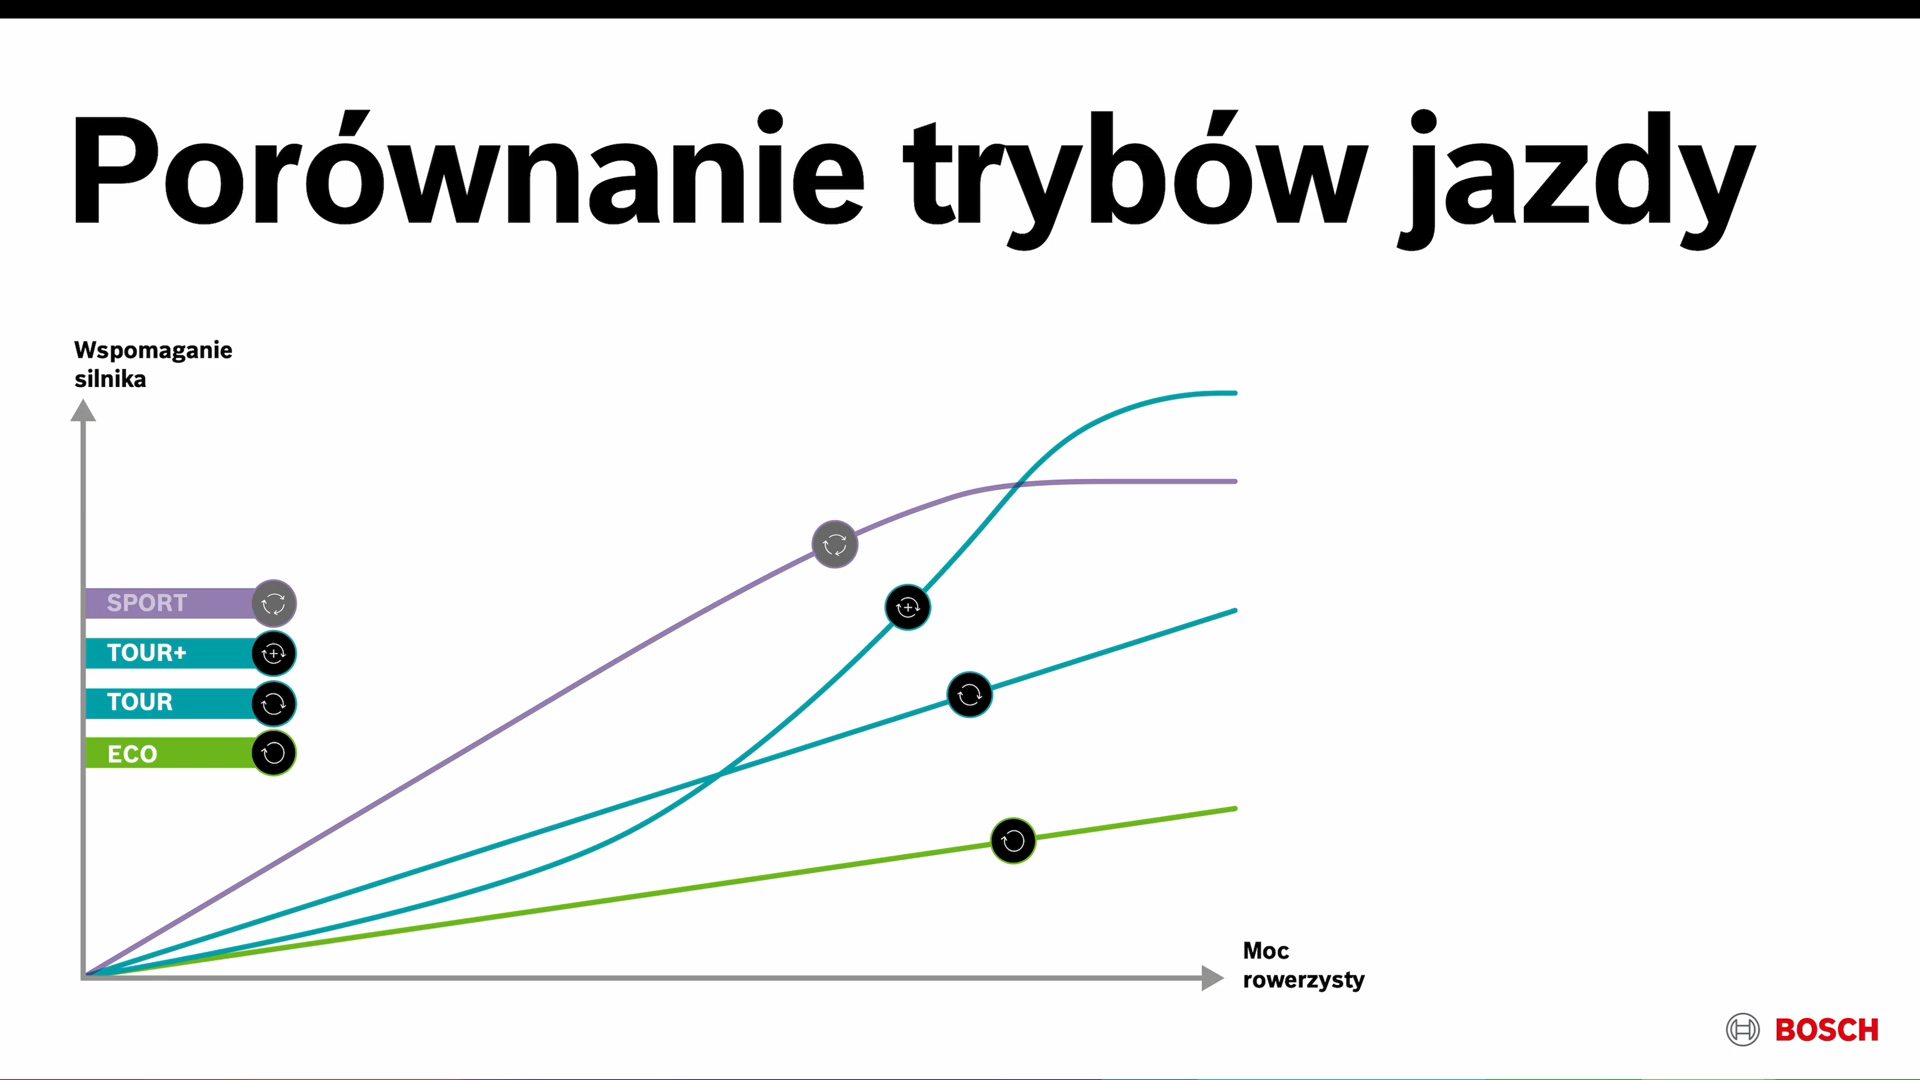 Porównanie trybów jazdy
Wspomaganie
silnika
SPORT
TOUR+
TOUR
ECO
Moc
rowerzysty
BOSCH